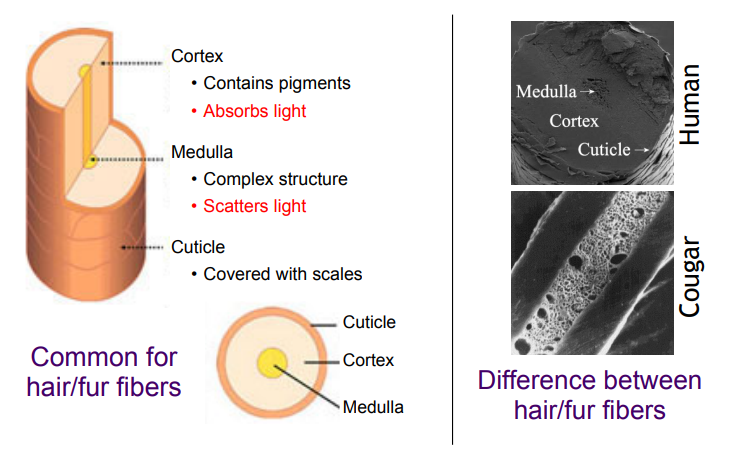 Cortex
• Contains pigments
• Absorbs light
Medulla
• Complex structure
• Scatters light
Cuticle
• Covered with scales
Cuticle
Cortex
Medulla
Common for
hair/fur fibers
Medulla
Cortex
Cuticle
Human
Cougar
Difference between
hair/fur fibers